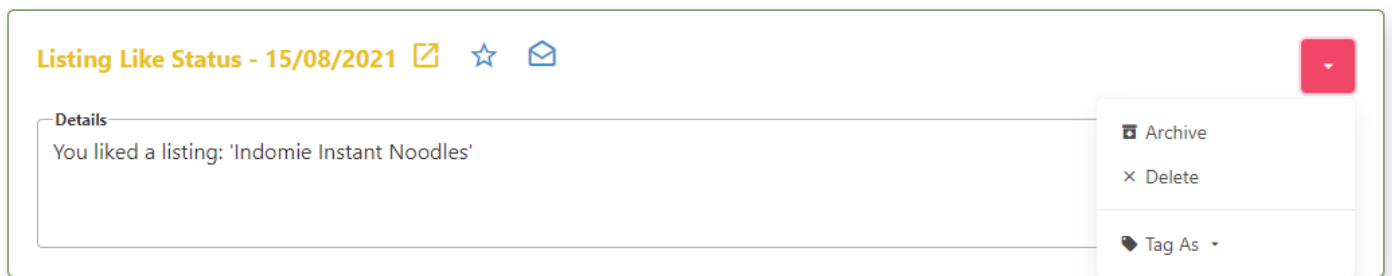 Listing Like Status - 15/08/2021
Details
You liked a listing: 'Indomie Instant Noodles'
Archive
Delete
Tag As